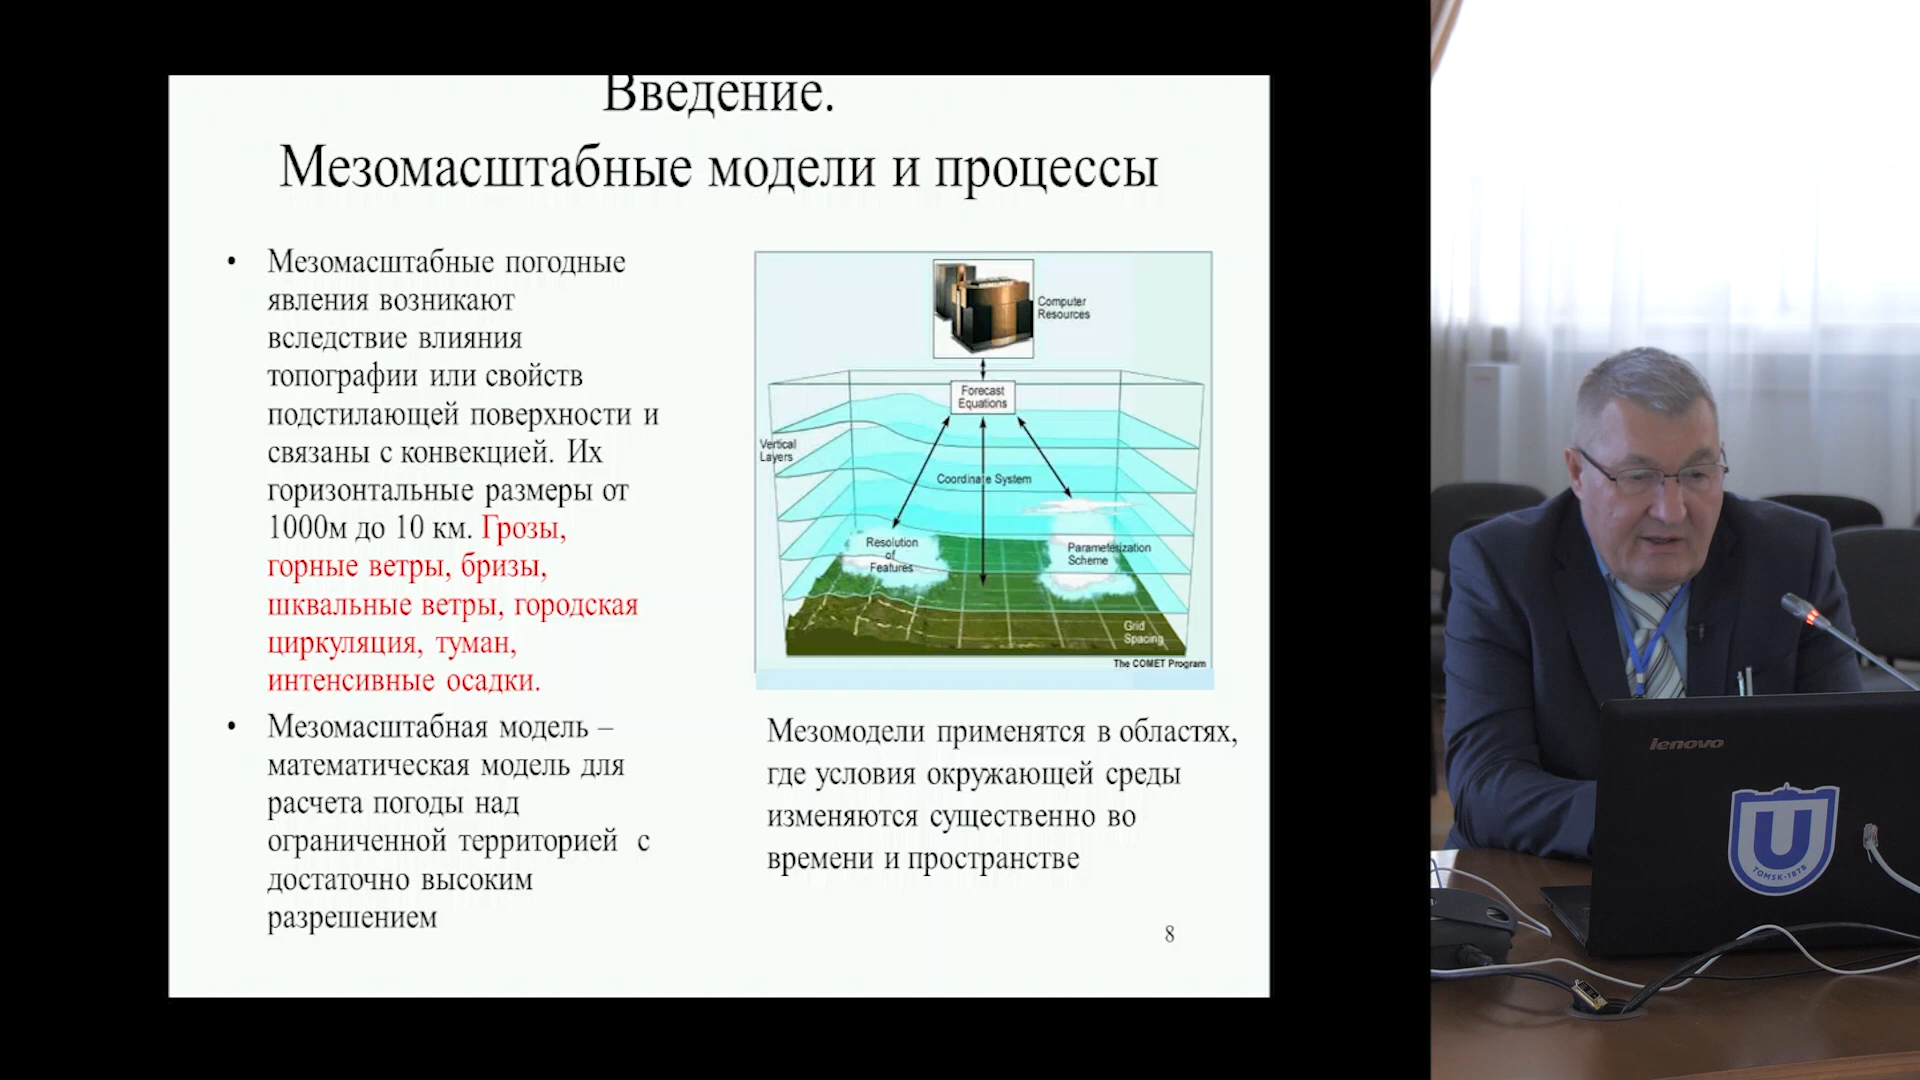 Введение.
Мезомасштабные модели и процессы
• Мезомасштабные погодные
явления возникают
вследствие влияния
топографии или свойств
подстилающей поверхности и
связаны с конвекцией. Их
горизонтальные размеры от
1000м до 10 км. Грозы,
горные ветры, бризы,
шквальные ветры, городская
циркуляция, туман,
интенсивные осадки.
• Мезомасштабная модель –
математическая модель для
расчета погоды над
ограниченной территорией с
достаточно высоким
разрешением
Computer
Resources
Forecast
Equations
Vertical
Layers
Coordinate System
Resolution
of
Features
Parameterization
Scheme
Grid
Spacing
The COMET Program
Мезомодели применятся в областях,
где условия окружающей среды
изменяются существенно во
времени и пространстве
8
lenovo
U
TOMSK-1878